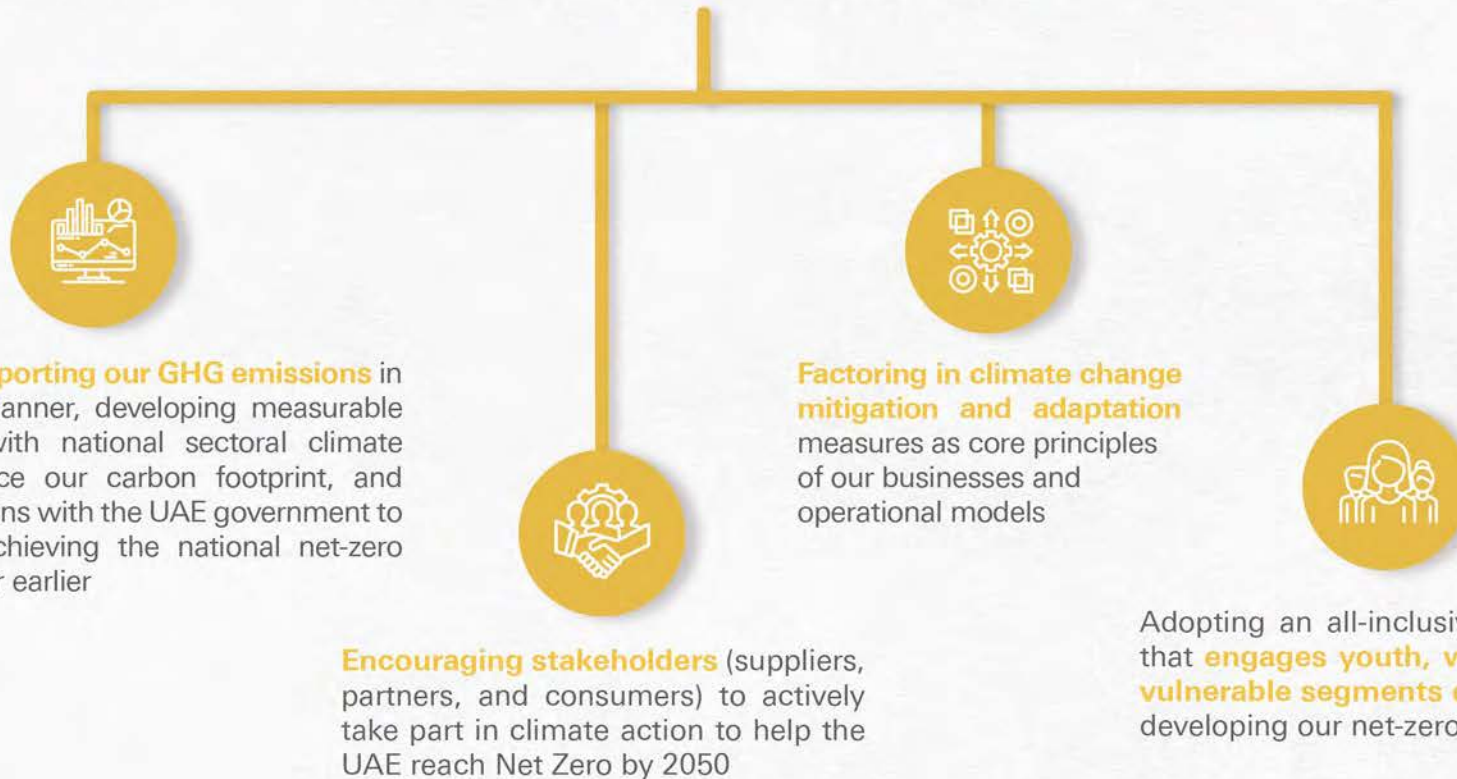 porting our GHG emissions in
anner, developing measurable
with national sectoral climate
ce our carbon footprint, and
ns with the UAE government to
chieving the national net-zero
r earlier
Encouraging stakeholders (suppliers,
partners, and consumers) to actively
take part in climate action to help the
UAE reach Net Zero by 2050
Factoring in climate change
mitigation and adaptation
measures as core principles
of our businesses and
operational models
Adopting an all-inclusiv
that engages youth, v
vulnerable segments
developing our net-zero